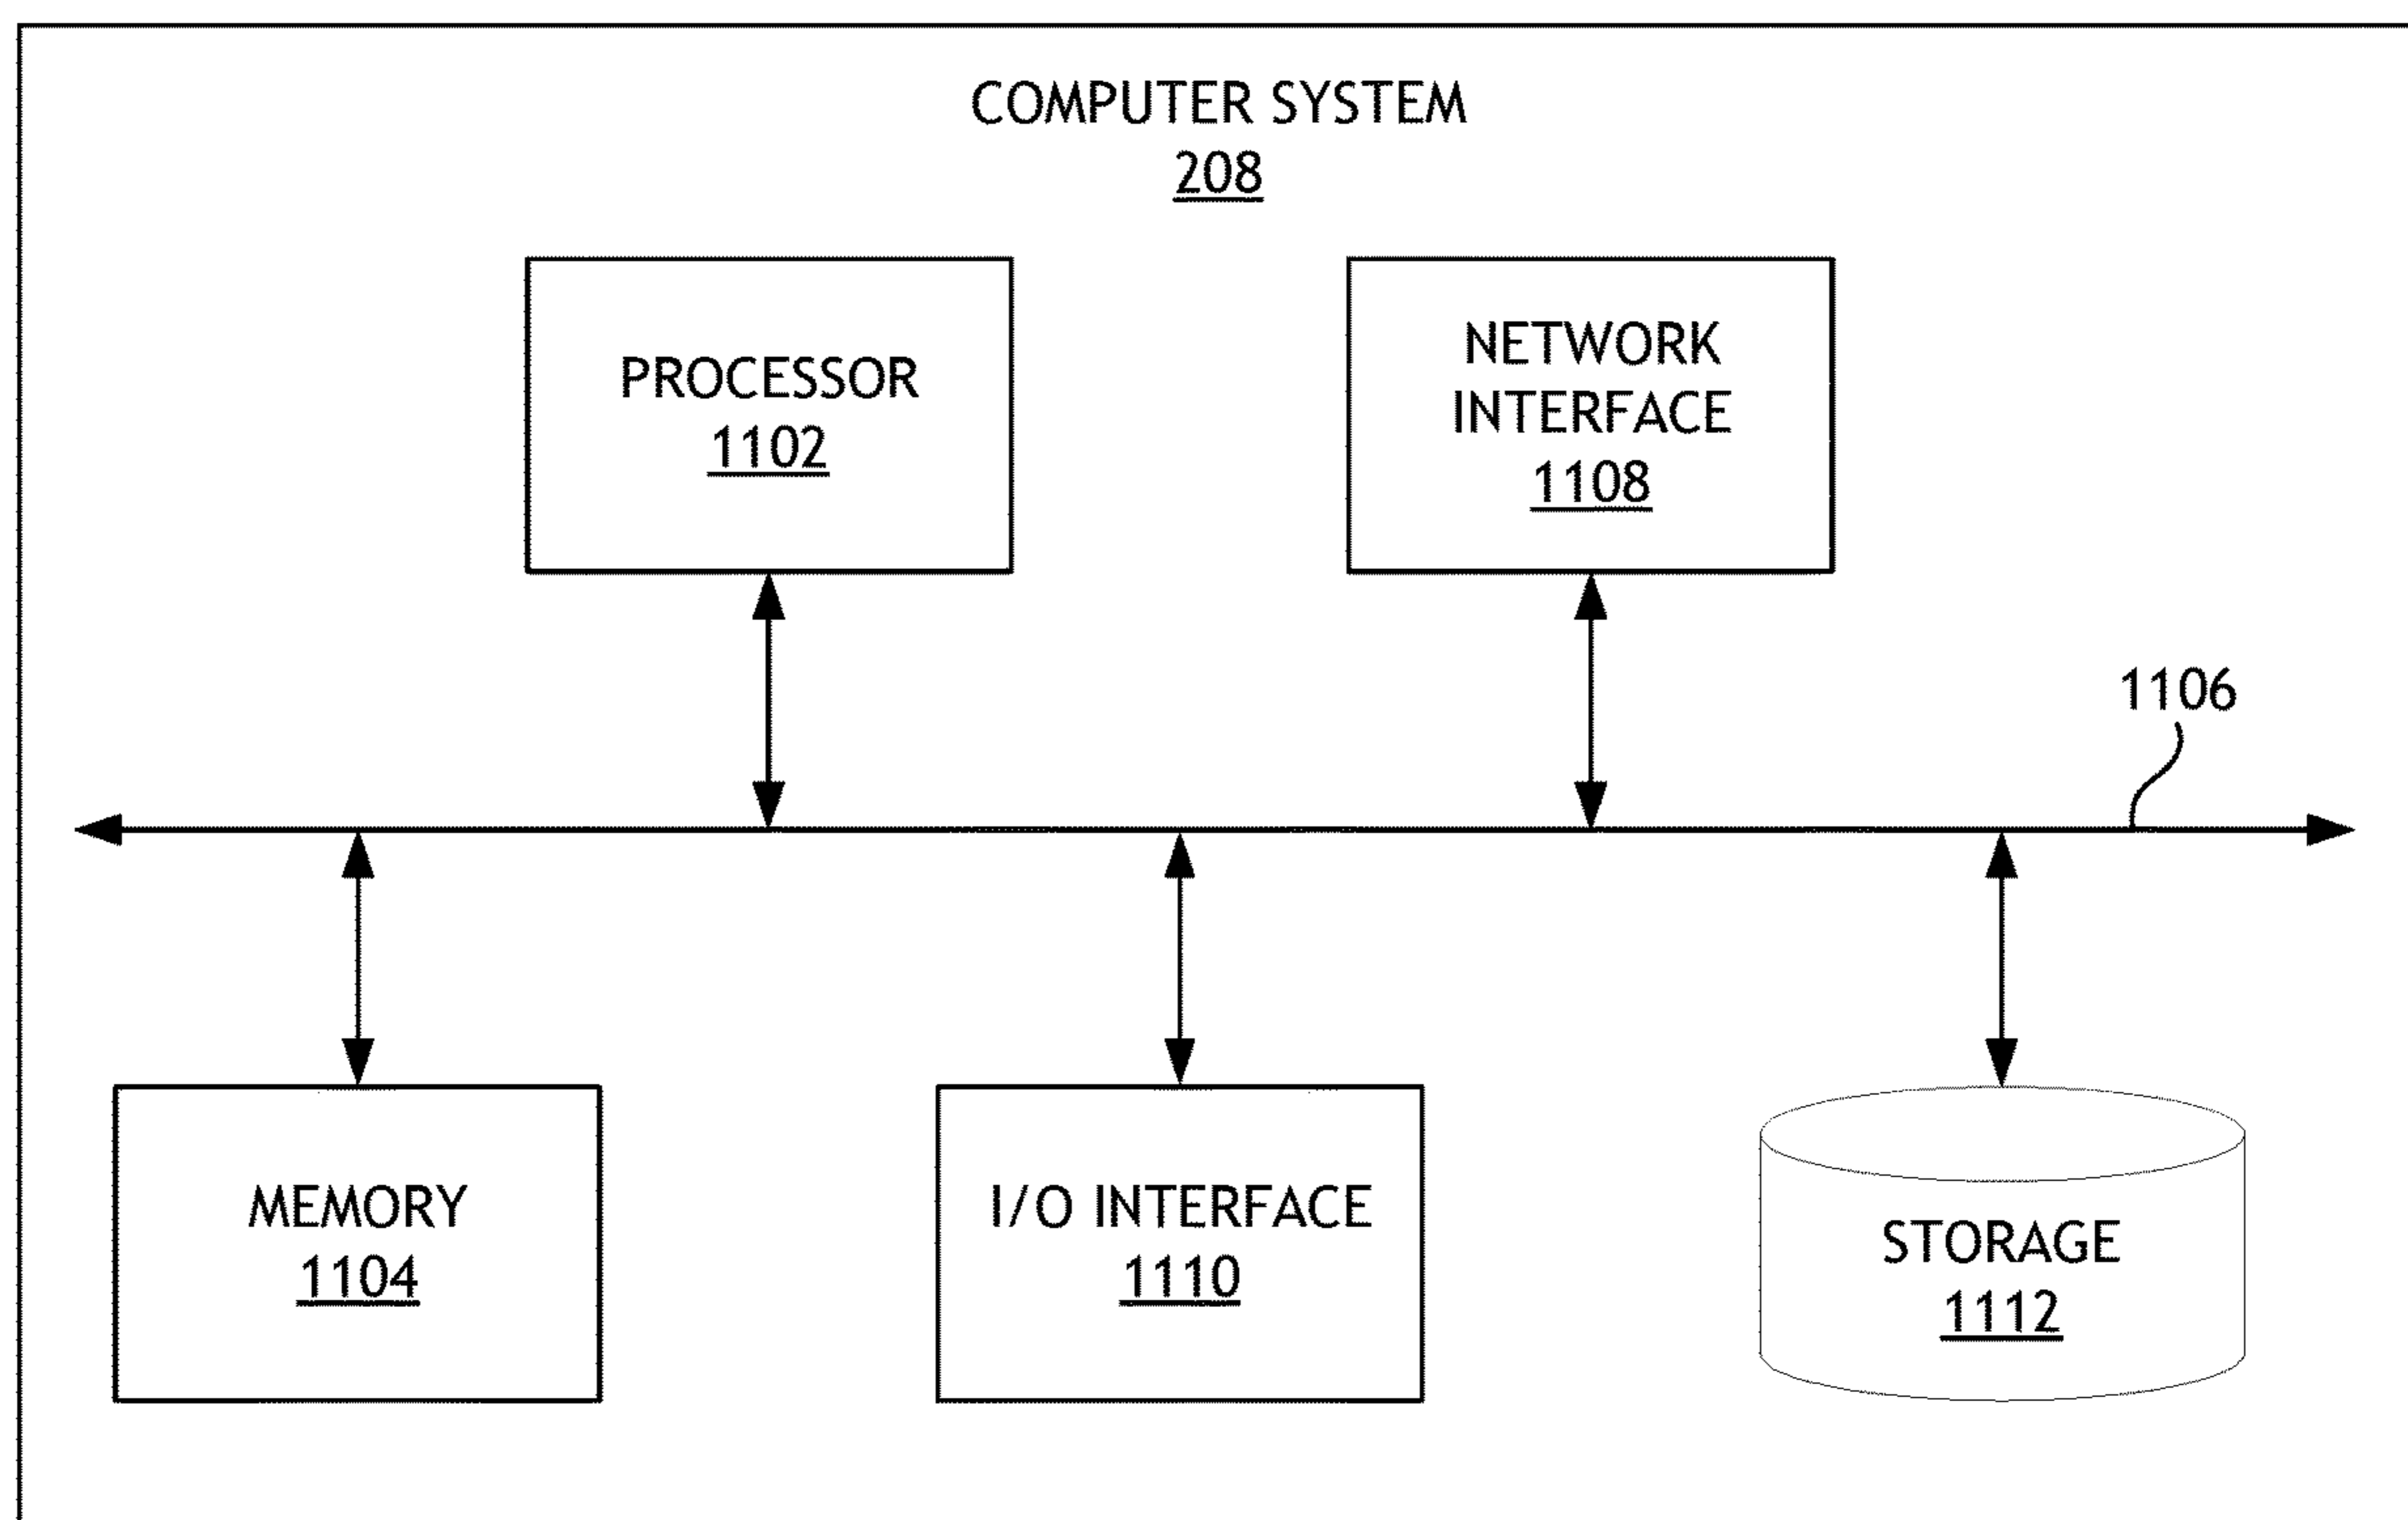 COMPUTER SYSTEM
208
PROCESSOR
1102
NETWORK
INTERFACE
1108
1106
MEMORY
1104
I/O INTERFACE
1110
STORAGE
1112